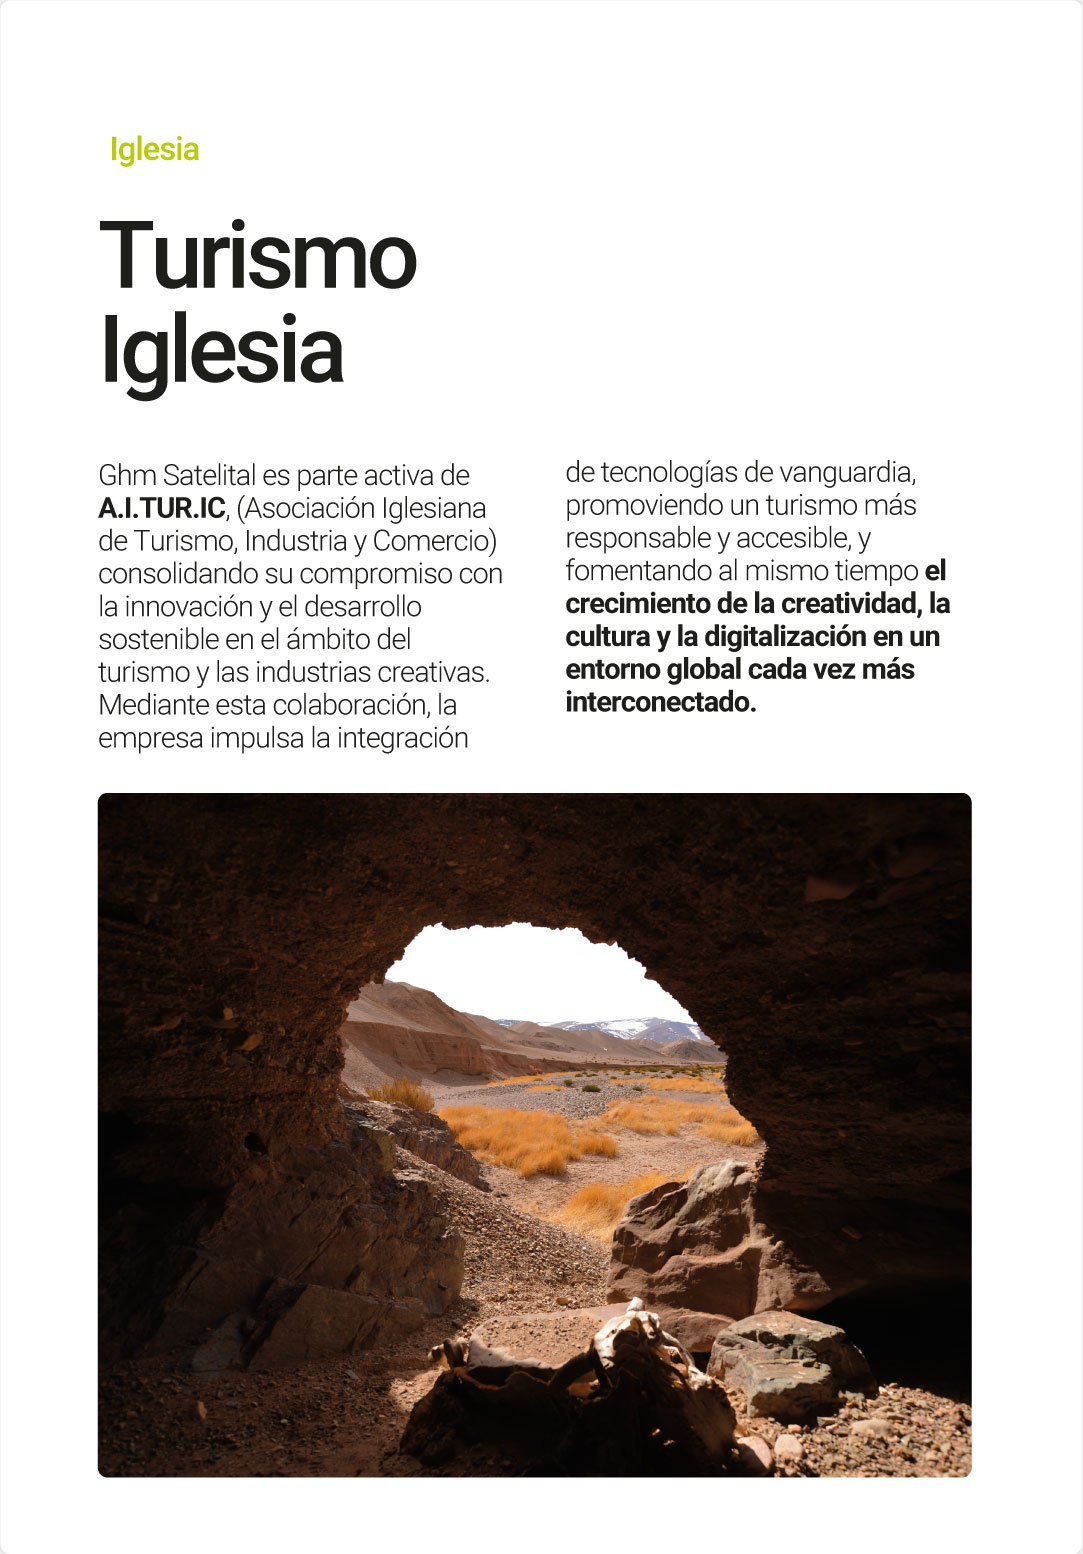 Iglesia
Turismo
Iglesia
Ghm Satelital es parte activa de
A.I.TUR.IC, (Asociación Iglesiana
de Turismo, Industria y Comercio)
consolidando su compromiso con
la innovación y el desarrollo
sostenible en el ámbito del
turismo y las industrias creativas.
Mediante esta colaboración, la
empresa impulsa la integración
de tecnologías de vanguardia,
promoviendo un turismo más
responsable y accesible, y
fomentando al mismo tiempo el
crecimiento de la creatividad, la
cultura y la digitalización en un
entorno global cada vez más
interconectado.